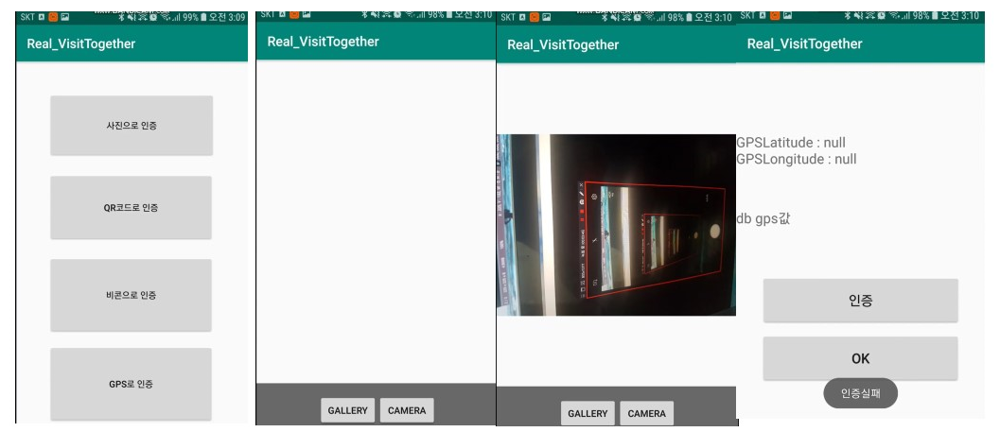 SKT 99% 오전 3:09
Real_VisitTogether
사진으로 인증
QR코드로 인증
비콘으로 인증
GPS로 인증
SKT 98% 오전 3:10
Real_VisitTogether
GALLERY CAMERA
SKT 98% 오전 3:10
Real_VisitTogether
GALLERY CAMERA
SKT 98% 오전 3:10
Real_VisitTogether
GPSLatitude : null
GPSLongitude : null
db gps값
인증
OK
인증실패